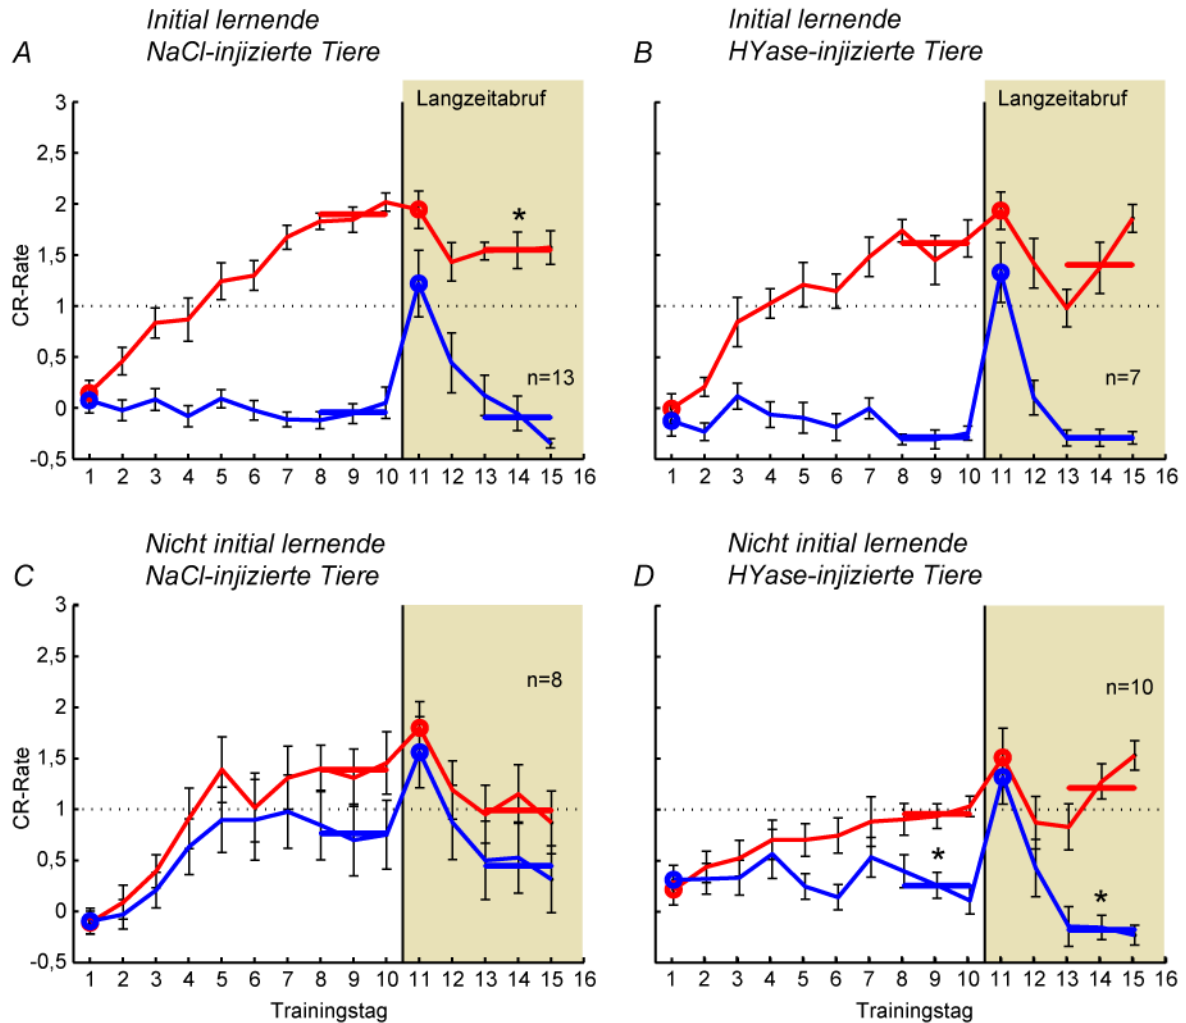 Initial lernende
A NaCl-injizierte Tiere
Langzeitabruf
CR-Rate
3
2,5
2
1,5
1
0,5
0
-0,5
*
n=13
1 2 3 4 5 6 7 8 9 10 11 12 13 14 15 16
Initial lernende
B HYase-injizierte Tiere
Langzeitabruf
n=7
1 2 3 4 5 6 7 8 9 10 11 12 13 14 15 16
Nicht initial lernende
C NaCl-injizierte Tiere
CR-Rate
3
2,5
2
1,5
1
0,5
0
-0,5
n=8
1 2 3 4 5 6 7 8 9 10 11 12 13 14 15 16
Trainingstag
Nicht initial lernende
D HYase-injizierte Tiere
n=10
*
*
1 2 3 4 5 6 7 8 9 10 11 12 13 14 15 16
Trainingstag